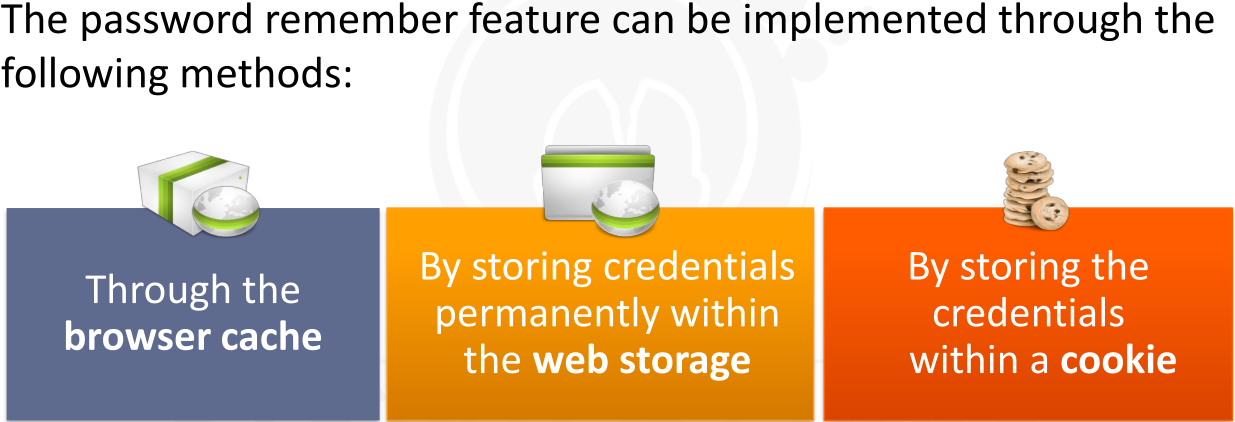 The password remember feature can be implemented through the
following methods:
Through the
browser cache
By storing credentials
permanently within
the web storage
By storing the
credentials
within a cookie